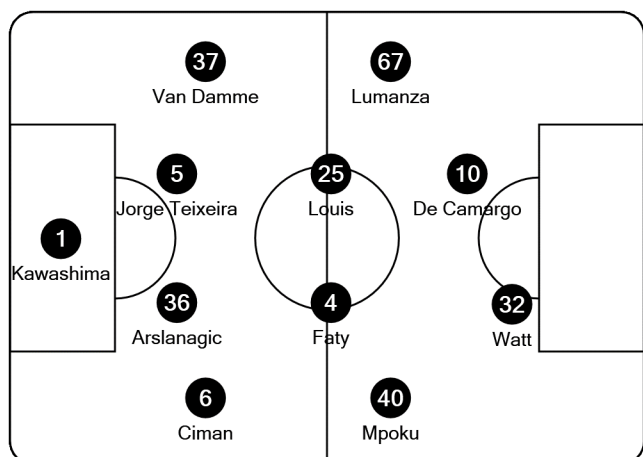 37
Van Damme
67
Lumanza
5
Jorge Teixeira
25
Louis
10
De Camargo
1
Kawashima
36
Arslanagic
4
Faty
32
Watt
6
Ciman
40
Mpoku